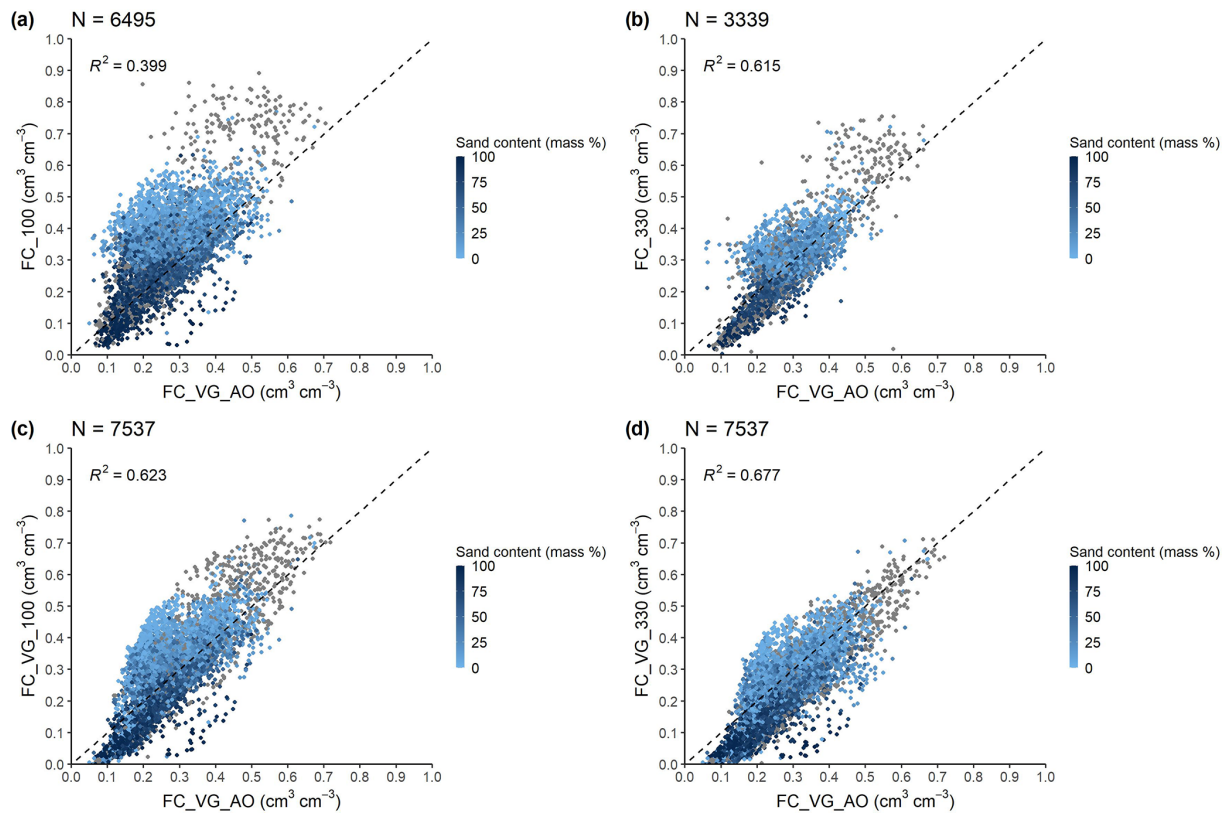 (a) N = 6495
R² = 0.399
FC_100 (cm³ cm⁻³)
1.0
0.9
0.8
0.7
0.6
0.5
0.4
0.3
0.2
0.1
0.0
0.0 0.1 0.2 0.3 0.4 0.5 0.6 0.7 0.8 0.9 1.0
FC_VG_AO (cm³ cm⁻³)
Sand content (mass %)
100
75
50
25
0
(b) N = 3339
R² = 0.615
FC_330 (cm³ cm⁻³)
1.0
0.9
0.8
0.7
0.6
0.5
0.4
0.3
0.2
0.1
0.0
0.0 0.1 0.2 0.3 0.4 0.5 0.6 0.7 0.8 0.9 1.0
FC_VG_AO (cm³ cm⁻³)
Sand content (mass %)
100
75
50
25
0
(c) N = 7537
R² = 0.623
FC_VG_100 (cm³ cm⁻³)
1.0
0.9
0.8
0.7
0.6
0.5
0.4
0.3
0.2
0.1
0.0
0.0 0.1 0.2 0.3 0.4 0.5 0.6 0.7 0.8 0.9 1.0
FC_VG_AO (cm³ cm⁻³)
Sand content (mass %)
100
75
50
25
0
(d) N = 7537
R² = 0.677
FC_VG_330 (cm³ cm⁻³)
1.0
0.9
0.8
0.7
0.6
0.5
0.4
0.3
0.2
0.1
0.0
0.0 0.1 0.2 0.3 0.4 0.5 0.6 0.7 0.8 0.9 1.0
FC_VG_AO (cm³ cm⁻³)
Sand content (mass %)
100
75
50
25
0